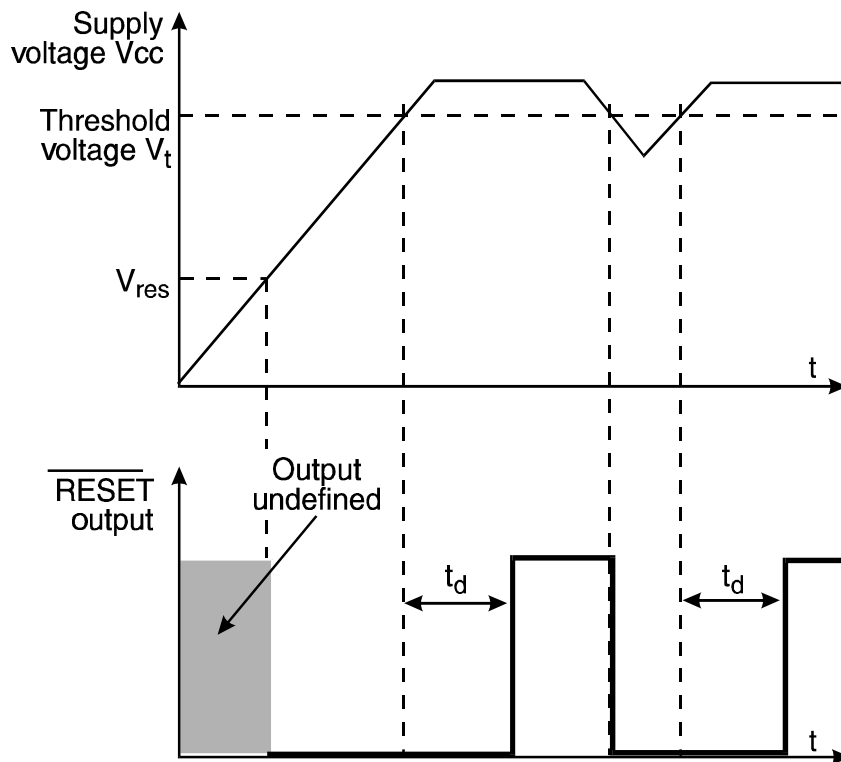 Supply
voltage Vcc
Threshold
voltage Vt
Vres
t
RESET
output
Output
undefined
td
td
t